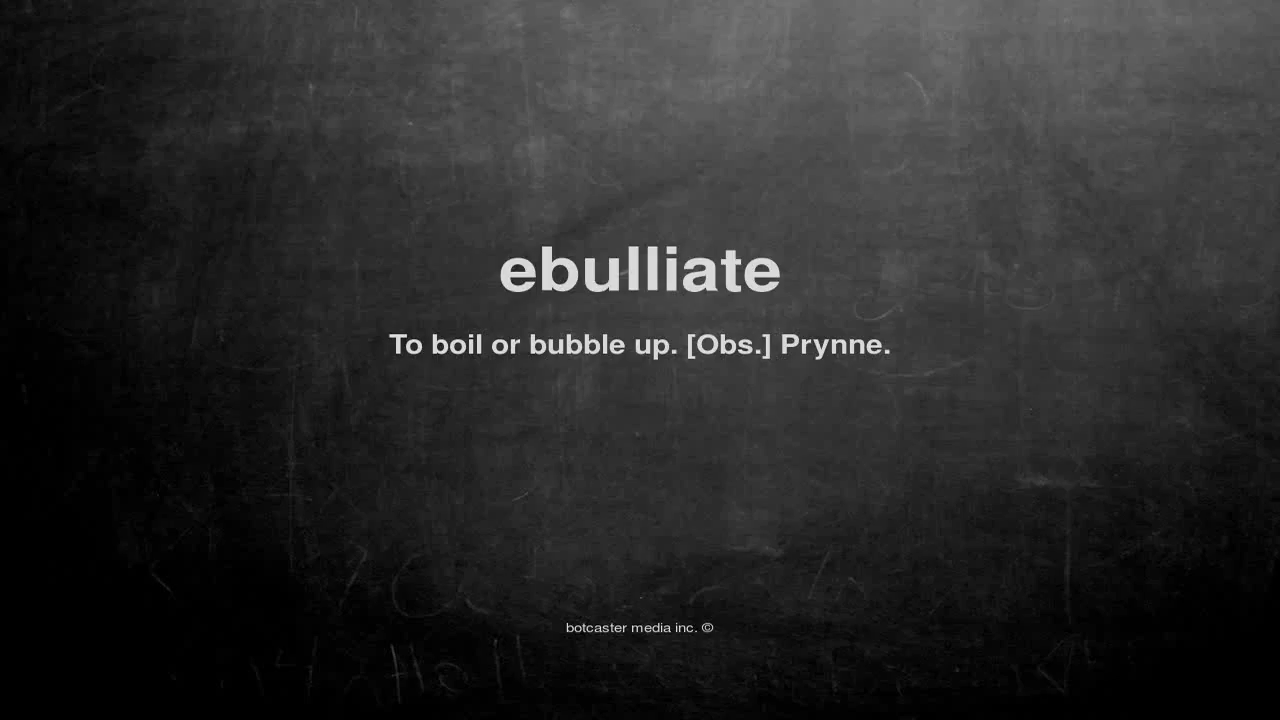 ebulliate
To boil or bubble up. [Obs.] Prynne.
botcaster media inc. ©